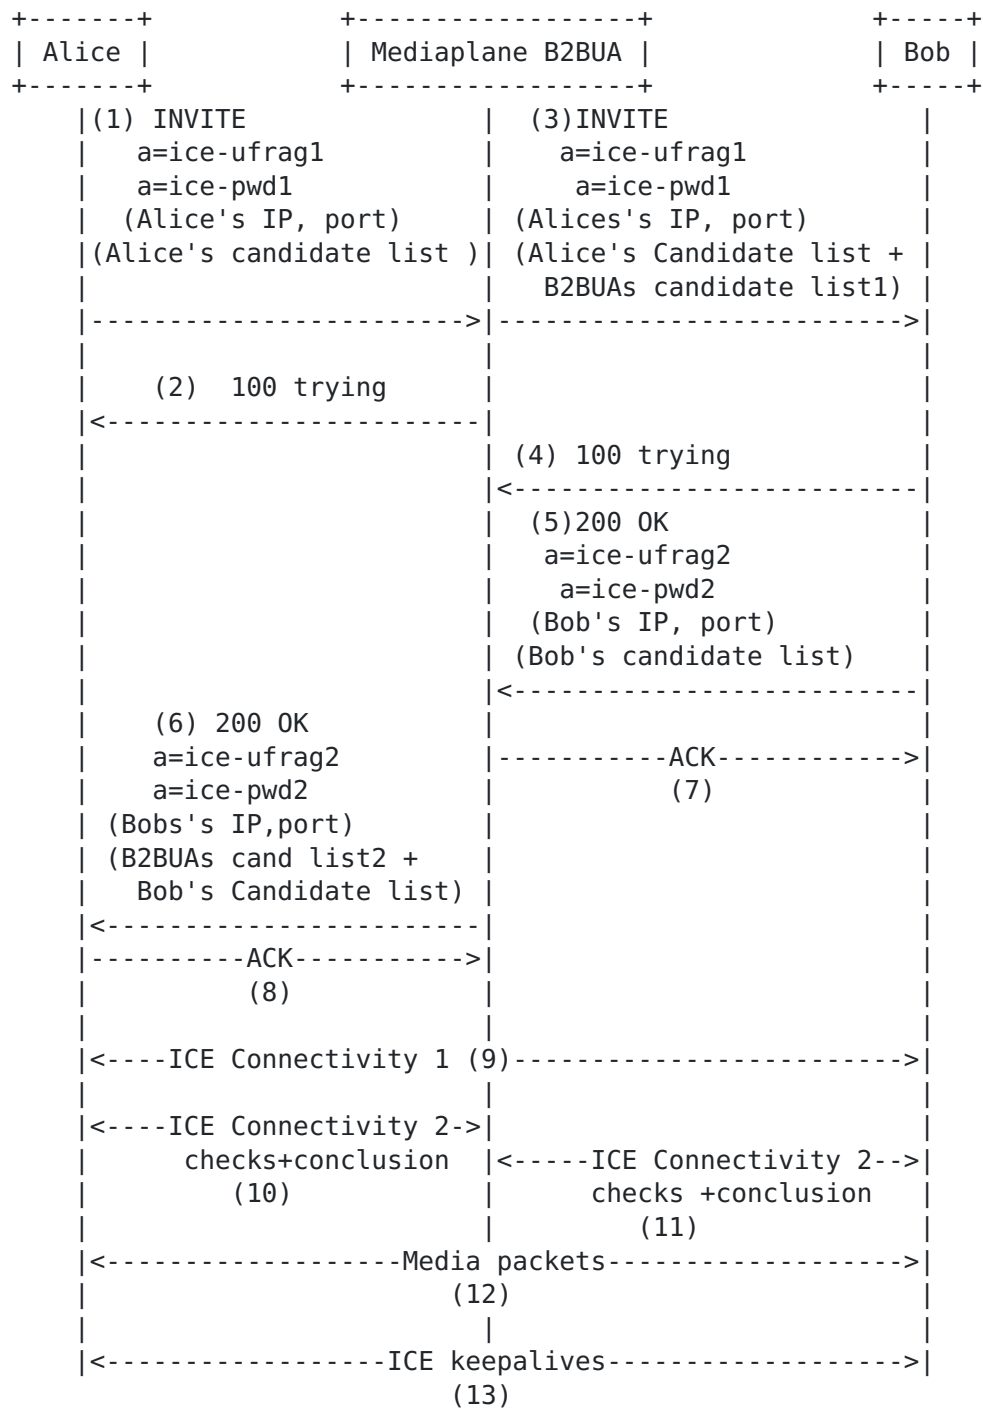 +-------+            +------------------+              +-----+
| Alice |            | Mediaplane B2BUA |              | Bob |
+-------+            +------------------+              +-----+
    |(1) INVITE               |  (3)INVITE                |
    |   a=ice-ufrag1          |    a=ice-ufrag1           |
    |   a=ice-pwd1            |     a=ice-pwd1            |
    |  (Alice's IP, port)     | (Alices's IP, port)       |
    |(Alice's candidate list )| (Alice's Candidate list + |
    |                         |   B2BUAs candidate list1) |
    |------------------------>|-------------------------->|
    |                         |                           |
    |    (2)  100 trying      |                           |
    |<------------------------|                           |
    |                         | (4) 100 trying            |
    |                         |<--------------------------|
    |                         |  (5)200 OK                |
    |                         |   a=ice-ufrag2            |
    |                         |    a=ice-pwd2             |
    |                         |  (Bob's IP, port)         |
    |                         | (Bob's candidate list)    |
    |                         |<--------------------------|
    |    (6) 200 OK           |                           |
    |    a=ice-ufrag2         |-----------ACK------------>|
    |    a=ice-pwd2           |           (7)             |
    | (Bobs's IP,port)        |                           |
    | (B2BUAs cand list2 +    |                           |
    |   Bob's Candidate list) |                           |
    |<------------------------|                           |
    |----------ACK----------->|                           |
    |          (8)            |                           |
    |                         |                           |
    |<----ICE Connectivity 1 (9)------------------------->|
    |                         |                           |
    |<----ICE Connectivity 2->|                           |
    |      checks+conclusion  |<-----ICE Connectivity 2-->|
    |         (10)            |      checks +conclusion   |
    |                         |         (11)              |
    |<-------------------Media packets------------------->|
    |                       (12)                          |
    |                         |                           |
    |<------------------ICE keepalives------------------->|
                            (13)